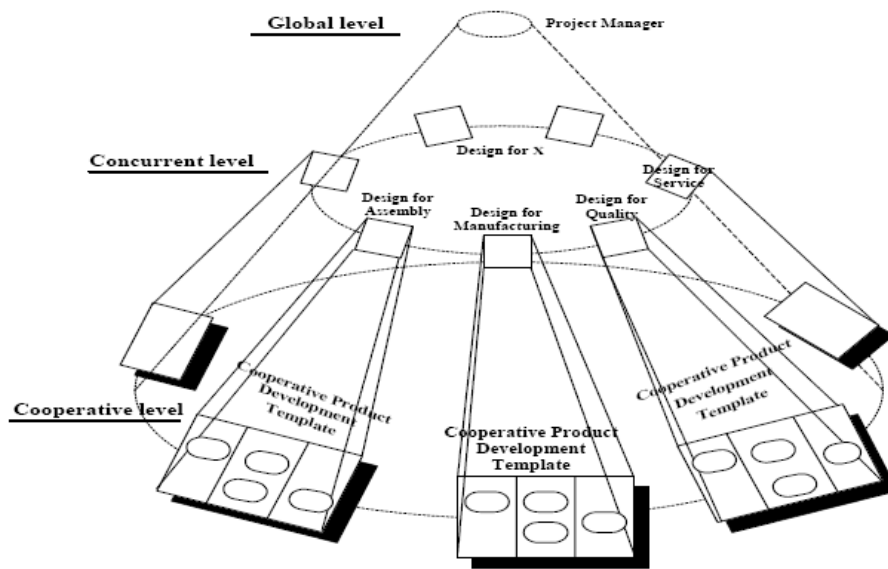 Global level
Project Manager
Design for X
Concurrent level
Design for
Service
Design for
Assembly
Design for
Manufacturing
Design for
Quality
Cooperative level
Cooperative Product
Development
Template
Cooperative Product
Development
Template
Cooperative Product
Development
Template